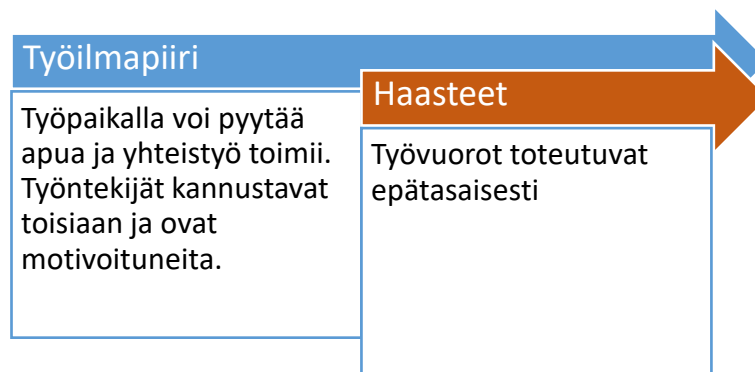 Työilmapiiri
Työpaikalla voi pyytää
apua ja yhteistyö toimii.
Työntekijät kannustavat
toisiaan ja ovat
motivoituneita.
Haasteet
Työvuorot toteutuvat
epätasaisesti